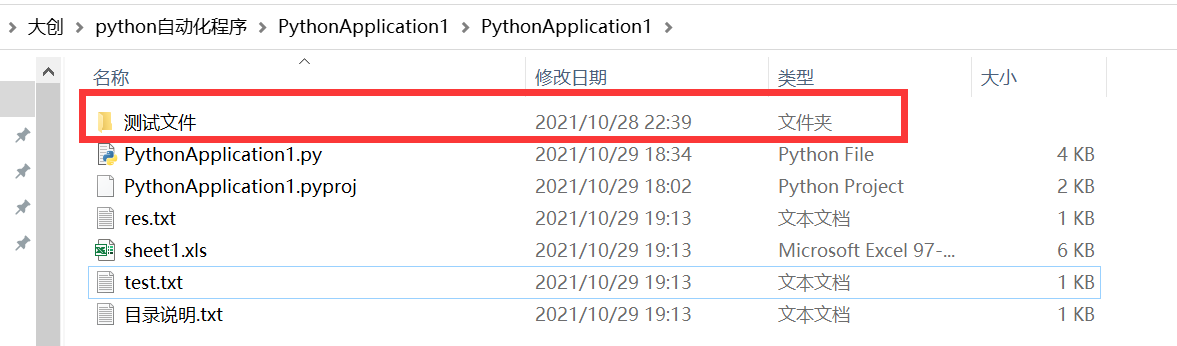 大创 python自动化程序 PythonApplication1 PythonApplication1
名称 修改日期 类型 大小
测试文件 2021/10/28 22:39 文件夹
PythonApplication1.py 2021/10/29 18:34 Python File 4 KB
PythonApplication1.pyproj 2021/10/29 18:02 Python Project 2 KB
res.txt 2021/10/29 19:13 文本文档 1 KB
sheet1.xls 2021/10/29 19:13 Microsoft Excel 97-... 6 KB
test.txt 2021/10/29 19:13 文本文档 1 KB
目录说明.txt 2021/10/29 19:13 文本文档 1 KB